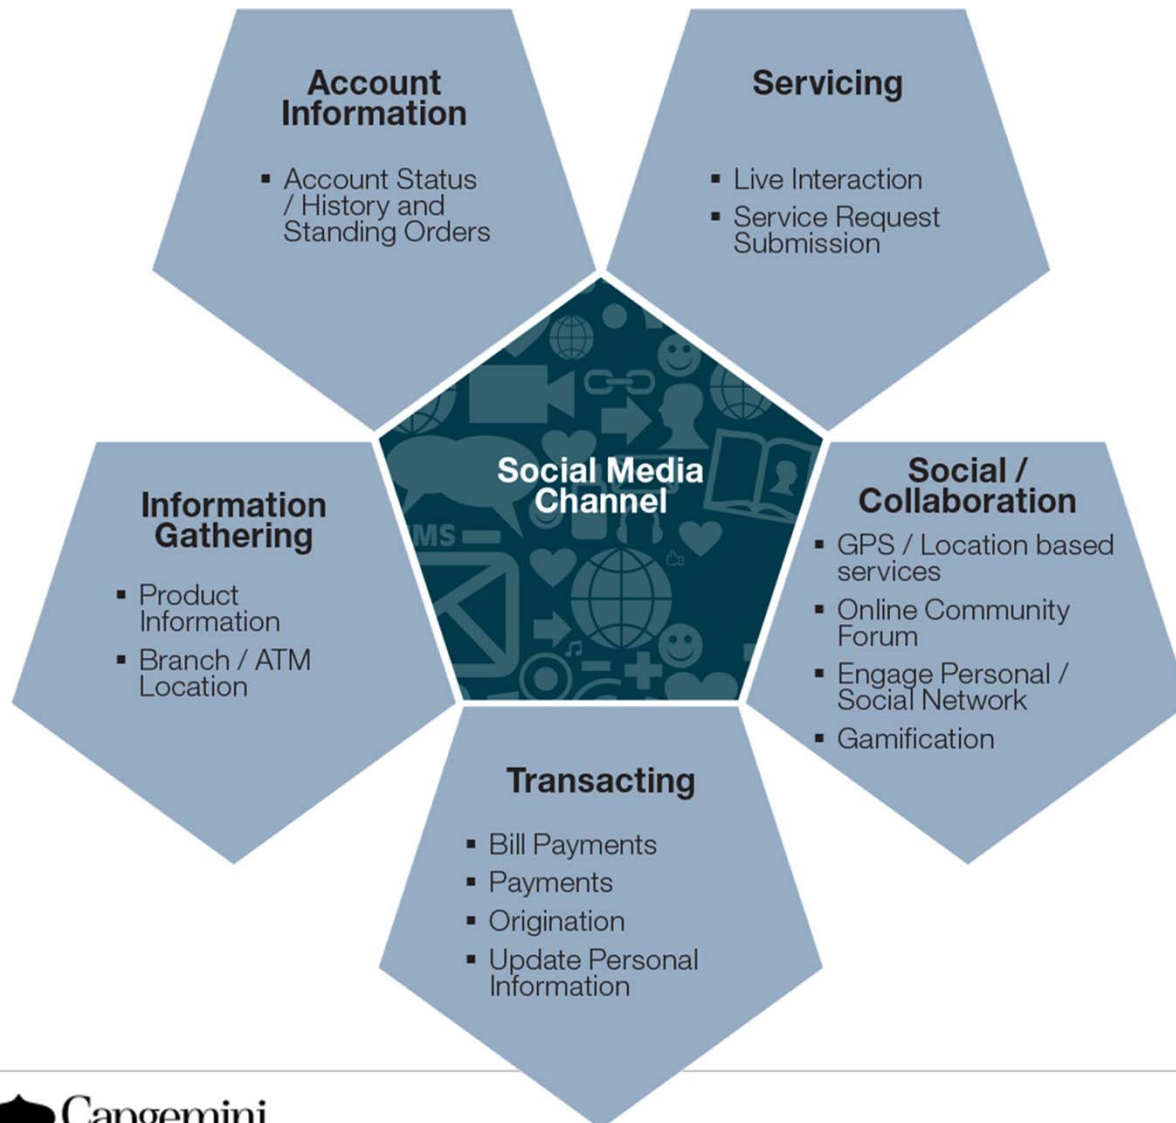 Account
Information
▪ Account Status
/ History and
Standing Orders
Servicing
▪ Live Interaction
▪ Service Request
Submission
Social Media
Channel
MS
Information
Gathering
▪ Product
Information
▪ Branch / ATM
Location
Social /
Collaboration
▪ GPS / Location based
services
▪ Online Community
Forum
▪ Engage Personal /
Social Network
▪ Gamification
Transacting
▪ Bill Payments
▪ Payments
▪ Origination
▪ Update Personal
Information
Capgemini